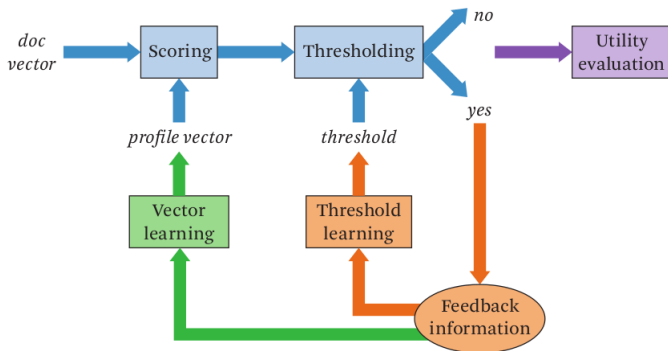 doc
vector
Scoring
Thresholding
no
yes
Utility
evaluation
profile vector
threshold
Vector
learning
Threshold
learning
Feedback
information